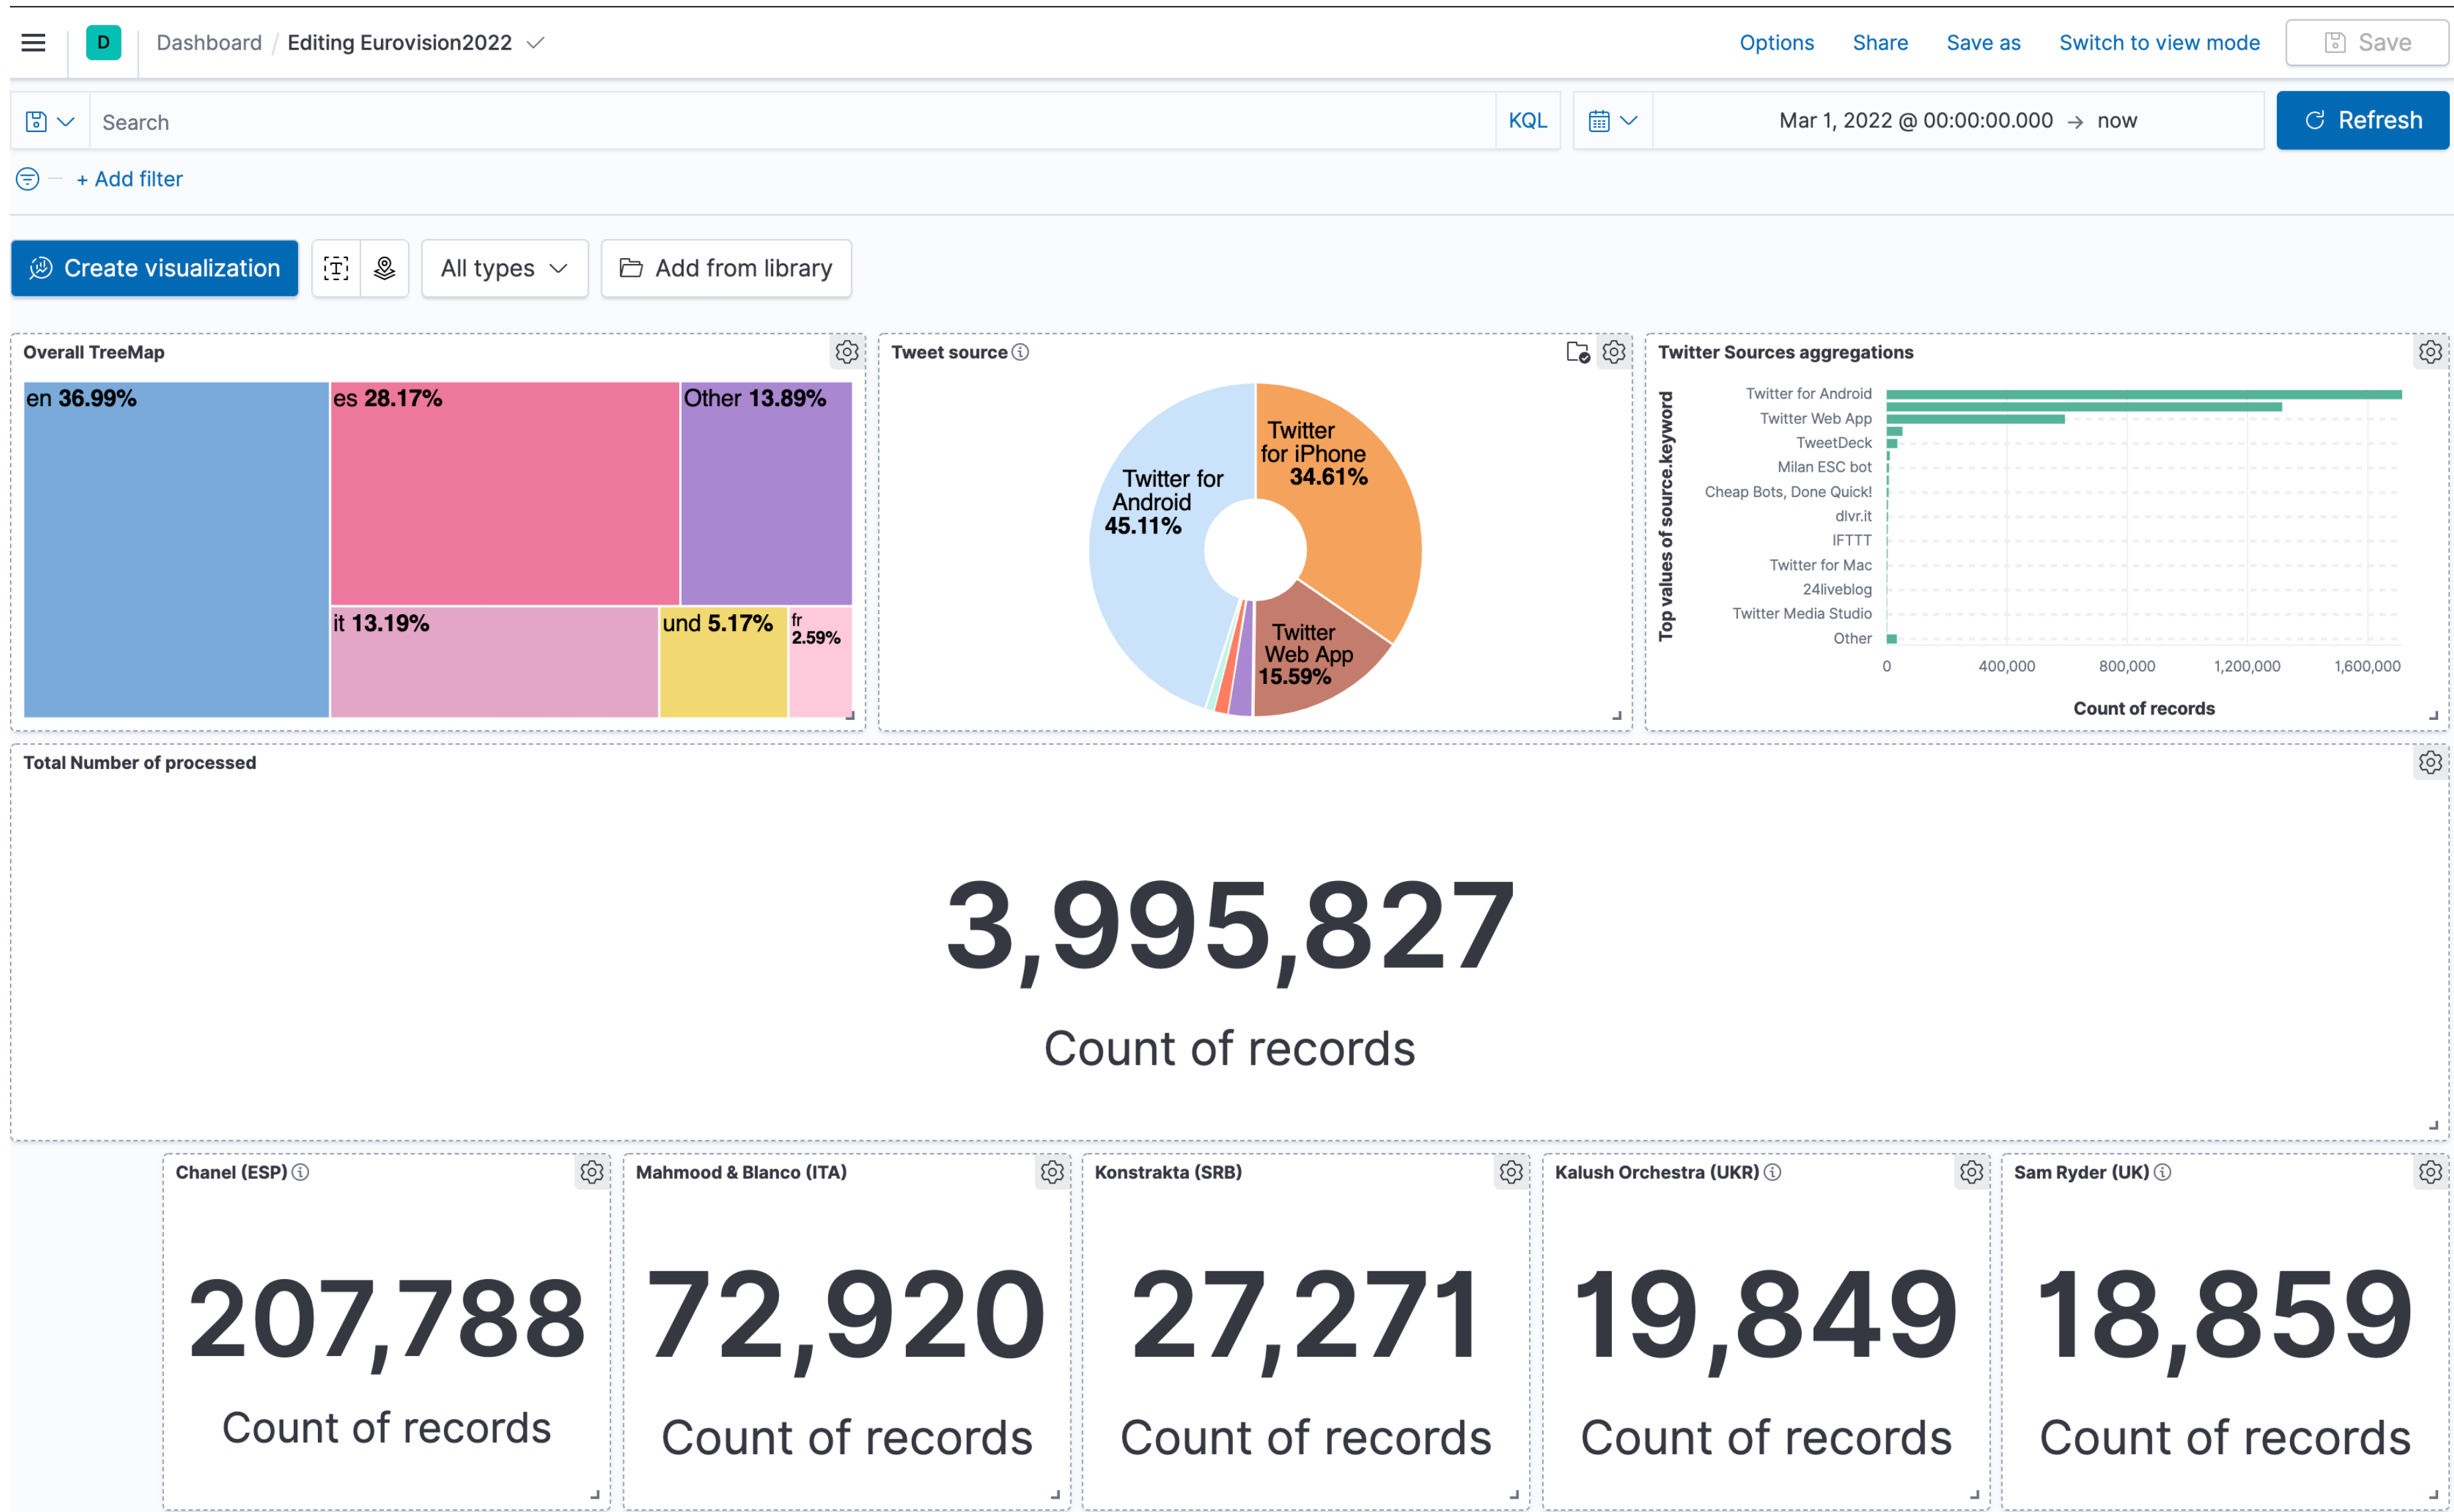 D Dashboard / Editing Eurovision2022 Options Share Save as Switch to view mode Save
Search KQL Mar 1, 2022 @ 00:00:00.000 → now Refresh
+ Add filter
Create visualization All types Add from library
Overall TreeMap
en 36.99%
es 28.17%
Other 13.89%
it 13.19%
und 5.17%
fr
2.59%
Tweet source
Twitter
for iPhone
34.61%
Twitter for
Android
45.11%
Twitter
Web App
15.59%
Twitter Sources aggregations
Top values of source.keyword
Twitter for Android
Twitter Web App
TweetDeck
Milan ESC bot
Cheap Bots, Done Quick!
dlvr.it
IFTTT
Twitter for Mac
24liveblog
Twitter Media Studio
Other
0 400,000 800,000 1,200,000 1,600,000
Count of records
Total Number of processed
3,995,827
Count of records
Chanel (ESP)
207,788
Count of records
Mahmood & Blanco (ITA)
72,920
Count of records
Konstrakta (SRB)
27,271
Count of records
Kalush Orchestra (UKR)
19,849
Count of records
Sam Ryder (UK)
18,859
Count of records